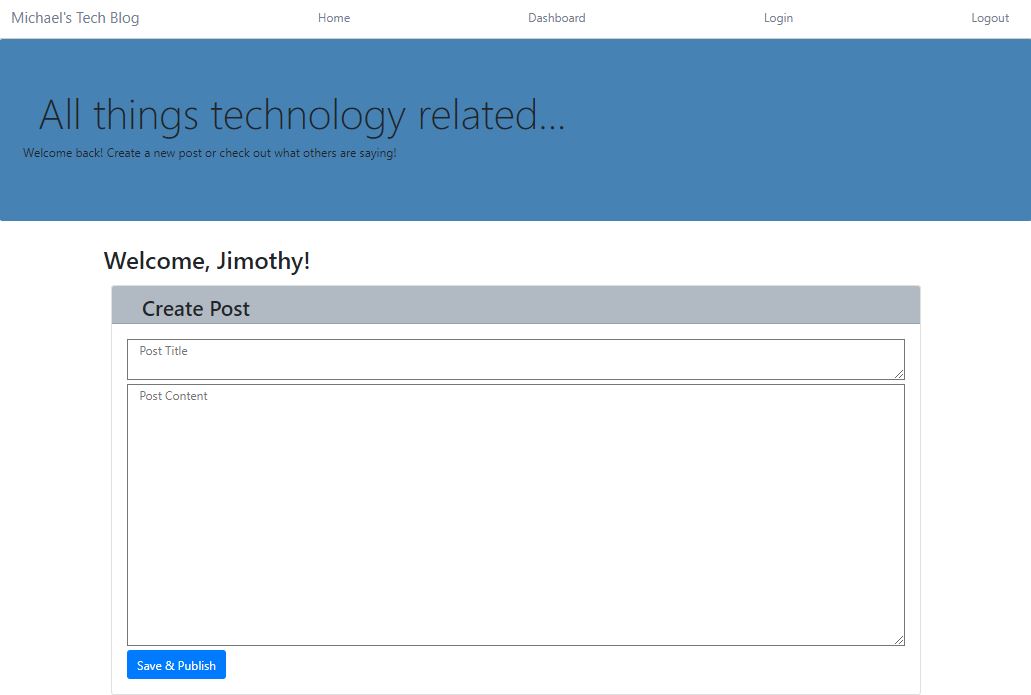 Michael's Tech Blog Home Dashboard Login Logout
All things technology related...
Welcome back! Create a new post or check out what others are saying!
Welcome, Jimothy!
Create Post
Post Title
Post Content
Save & Publish